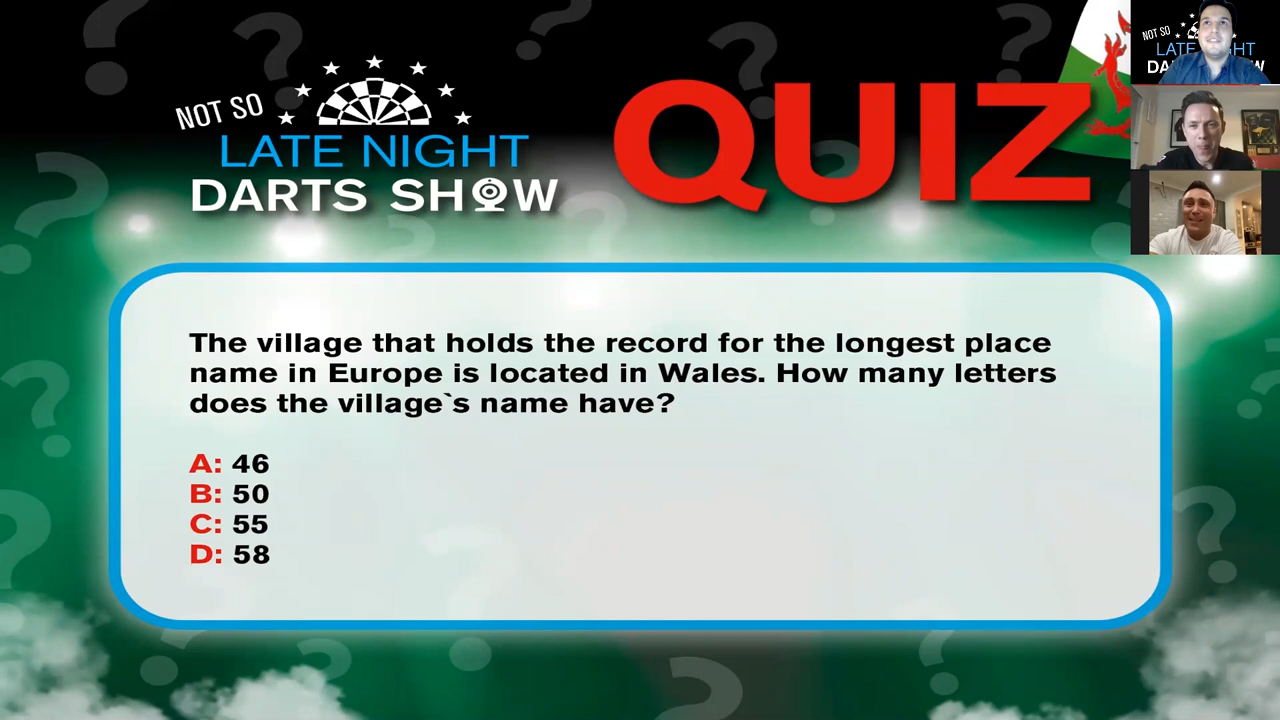 NOT SO
LATE NIGHT
DARTS SHOW
QUIZ
The village that holds the record for the longest place
name in Europe is located in Wales. How many letters
does the village`s name have?
A: 46
B: 50
C: 55
D: 58
NOT SO